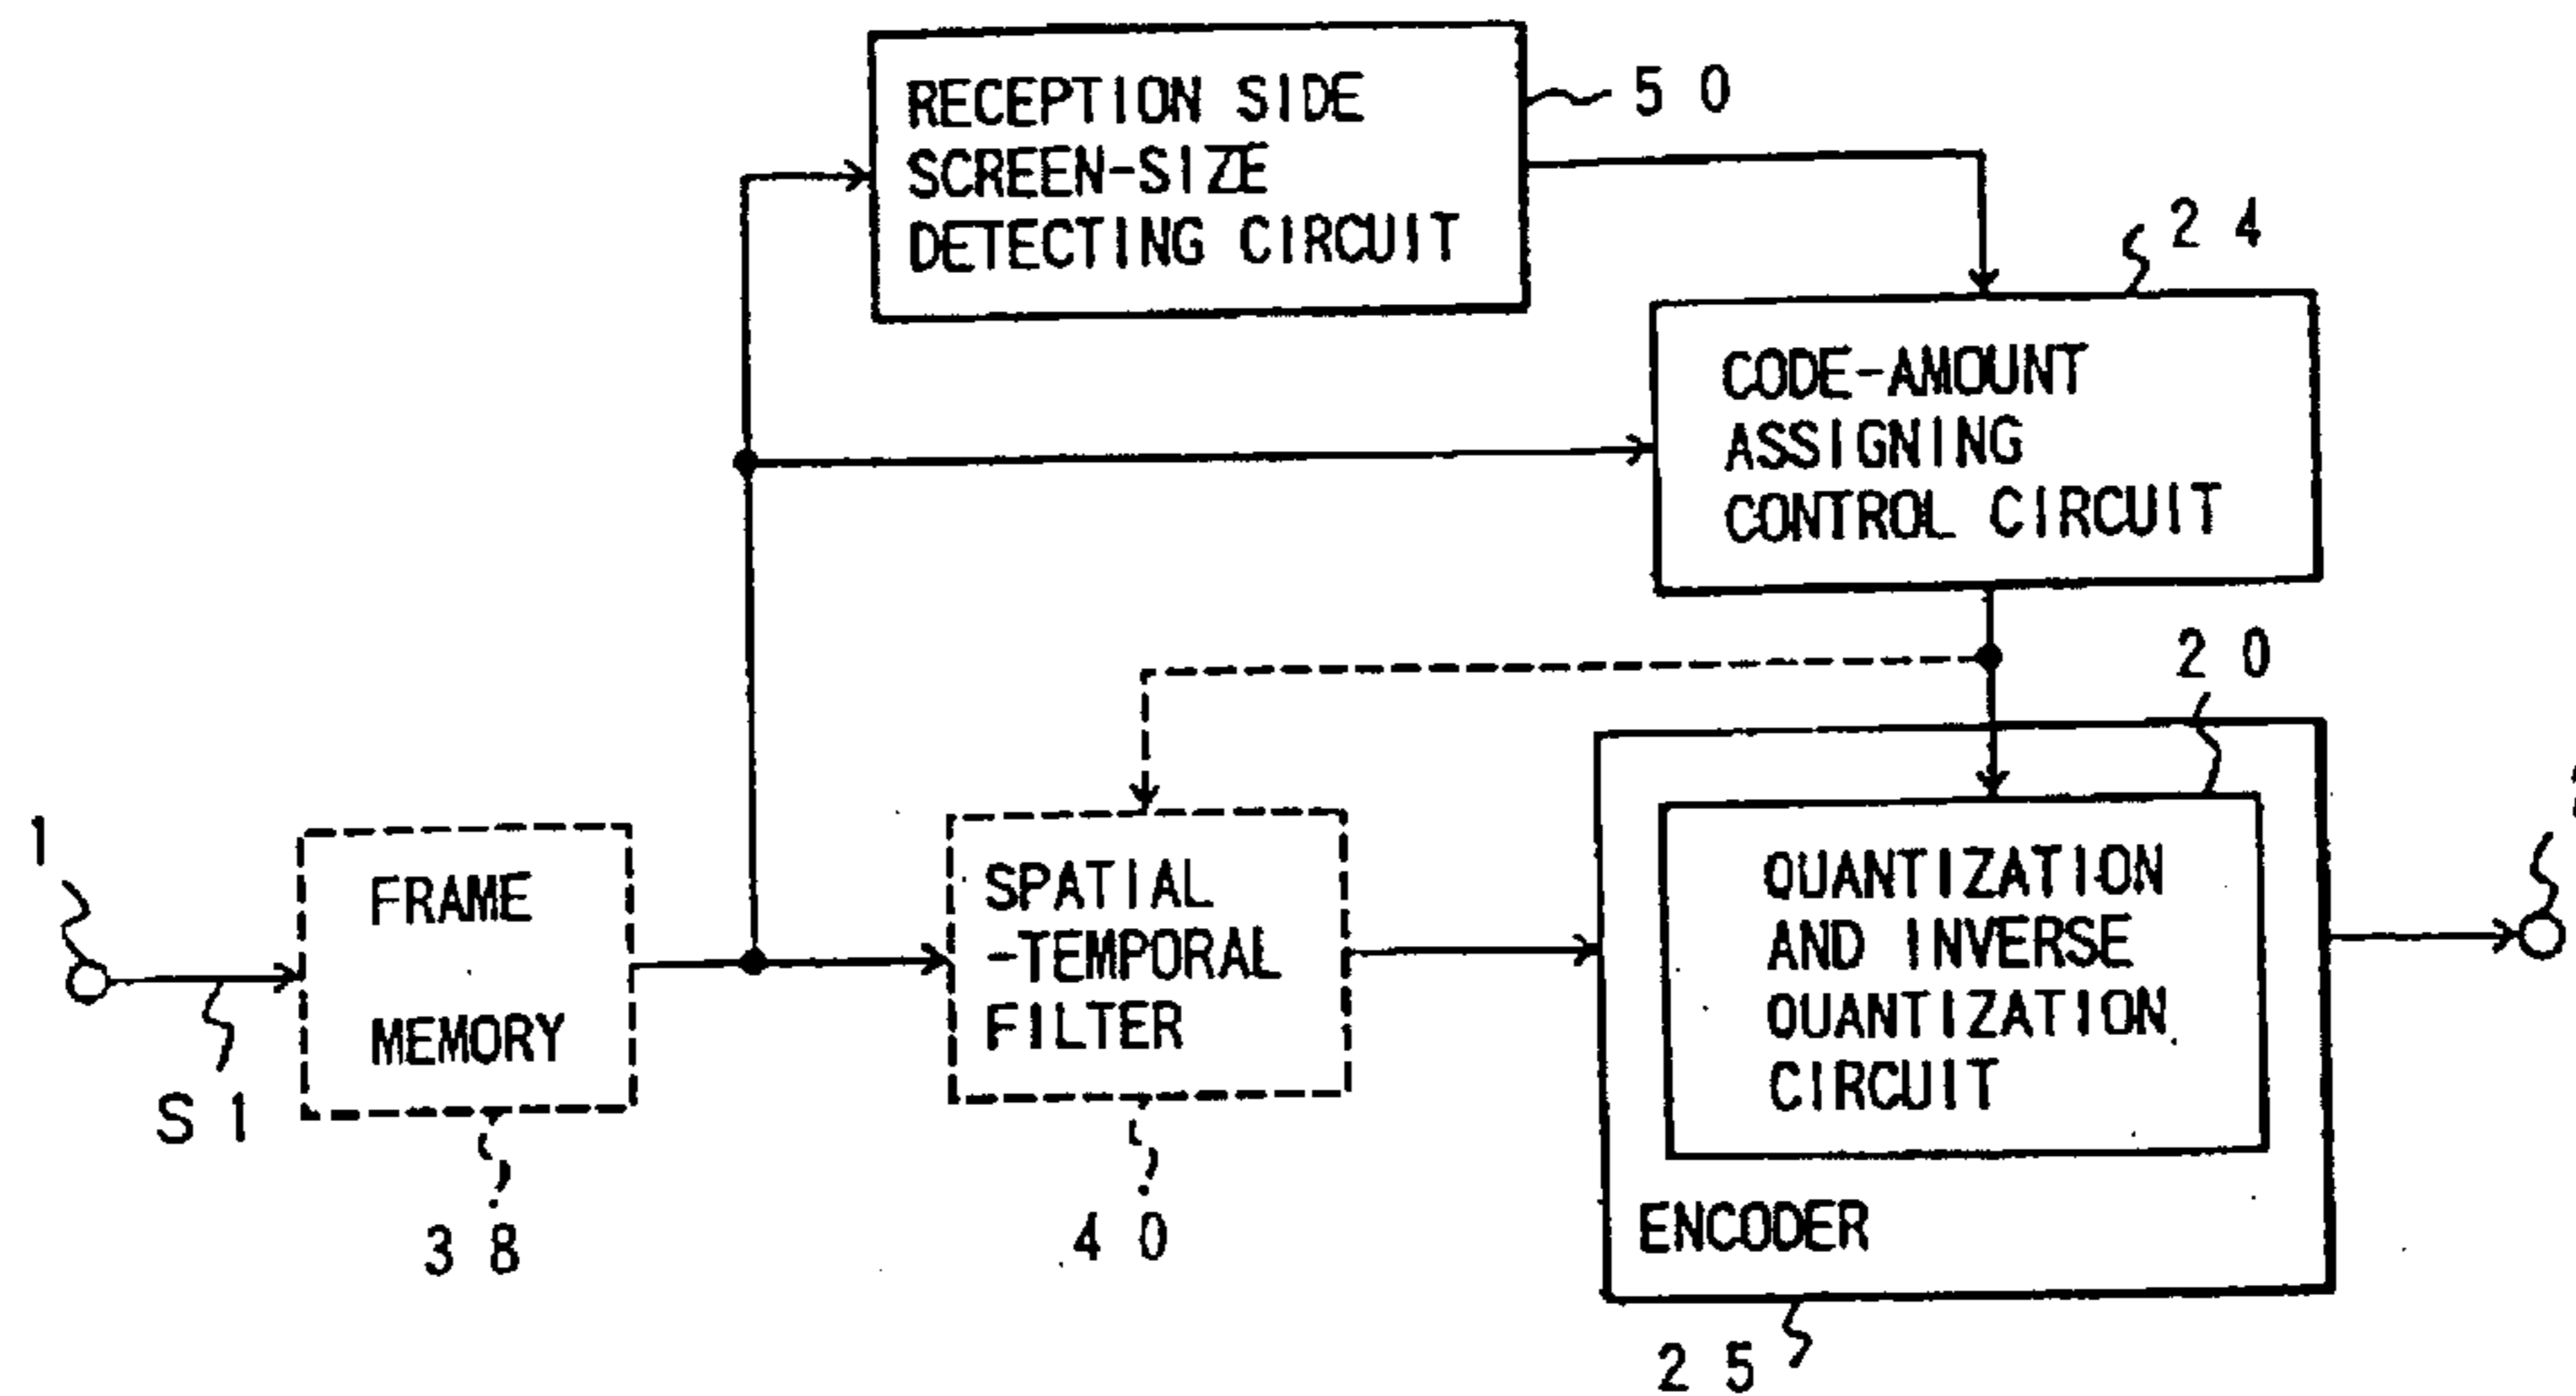 RECEPTION SIDE
SCREEN-SIZE
DETECTING CIRCUIT
50
24
CODE-AMOUNT
ASSIGNING
CONTROL CIRCUIT
20
1
S1
FRAME
MEMORY
38
SPATIAL
-TEMPORAL
FILTER
40
QUANTIZATION
AND INVERSE
QUANTIZATION
CIRCUIT
ENCODER
25